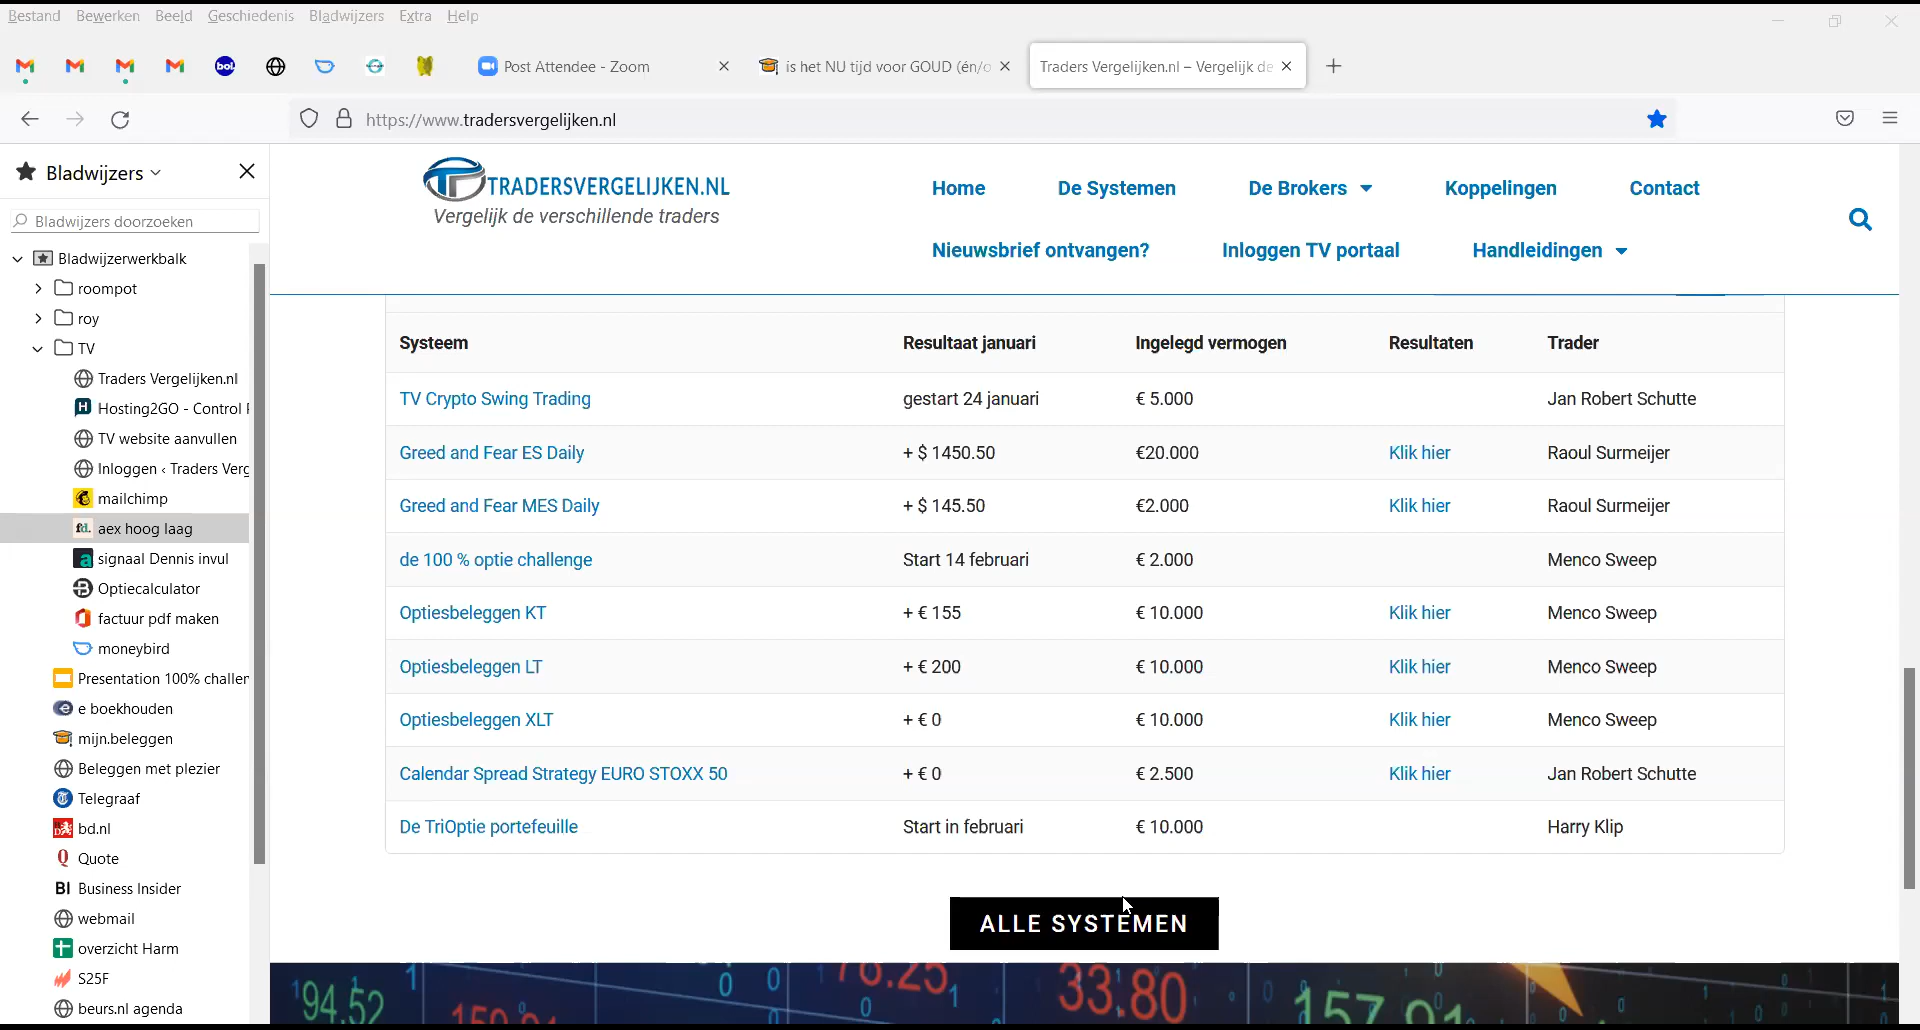 Bestand Bewerken Beeld Geschiedenis Bladwijzers Extra Help
bol. Post Attendee - Zoom is het NU tijd voor GOUD (én/o Traders Vergelijken.nl – Vergelijk de
https://www.tradersvergelijken.nl
Bladwijzers
Bladwijzers doorzoeken
Bladwijzerwerkbalk
roompot
roy
TV
Traders Vergelijken.nl
Hosting2GO - Control
TV website aanvullen
Inloggen ‹ Traders Verg
mailchimp
fd. aex hoog laag
signaal Dennis invul
Optiecalculator
factuur pdf maken
moneybird
Presentation 100% challen
e boekhouden
mijn.beleggen
Beleggen met plezier
Telegraaf
bd.nl
Quote
BI Business Insider
webmail
overzicht Harm
S25F
beurs.nl agenda
TRADERSVERGELIJKEN.NL
Vergelijk de verschillende traders
Home De Systemen De Brokers Koppelingen Contact
Nieuwsbrief ontvangen? Inloggen TV portaal Handleidingen
Systeem Resultaat januari Ingelegd vermogen Resultaten Trader
TV Crypto Swing Trading gestart 24 januari € 5.000 Jan Robert Schutte
Greed and Fear ES Daily + $ 1450.50 €20.000 Klik hier Raoul Surmeijer
Greed and Fear MES Daily + $ 145.50 €2.000 Klik hier Raoul Surmeijer
de 100 % optie challenge Start 14 februari € 2.000 Menco Sweep
Optiesbeleggen KT + € 155 € 10.000 Klik hier Menco Sweep
Optiesbeleggen LT + € 200 € 10.000 Klik hier Menco Sweep
Optiesbeleggen XLT + € 0 € 10.000 Klik hier Menco Sweep
Calendar Spread Strategy EURO STOXX 50 + € 0 € 2.500 Klik hier Jan Robert Schutte
De TriOptie portefeuille Start in februari € 10.000 Harry Klip
ALLE SYSTEMEN
94.52 33.80